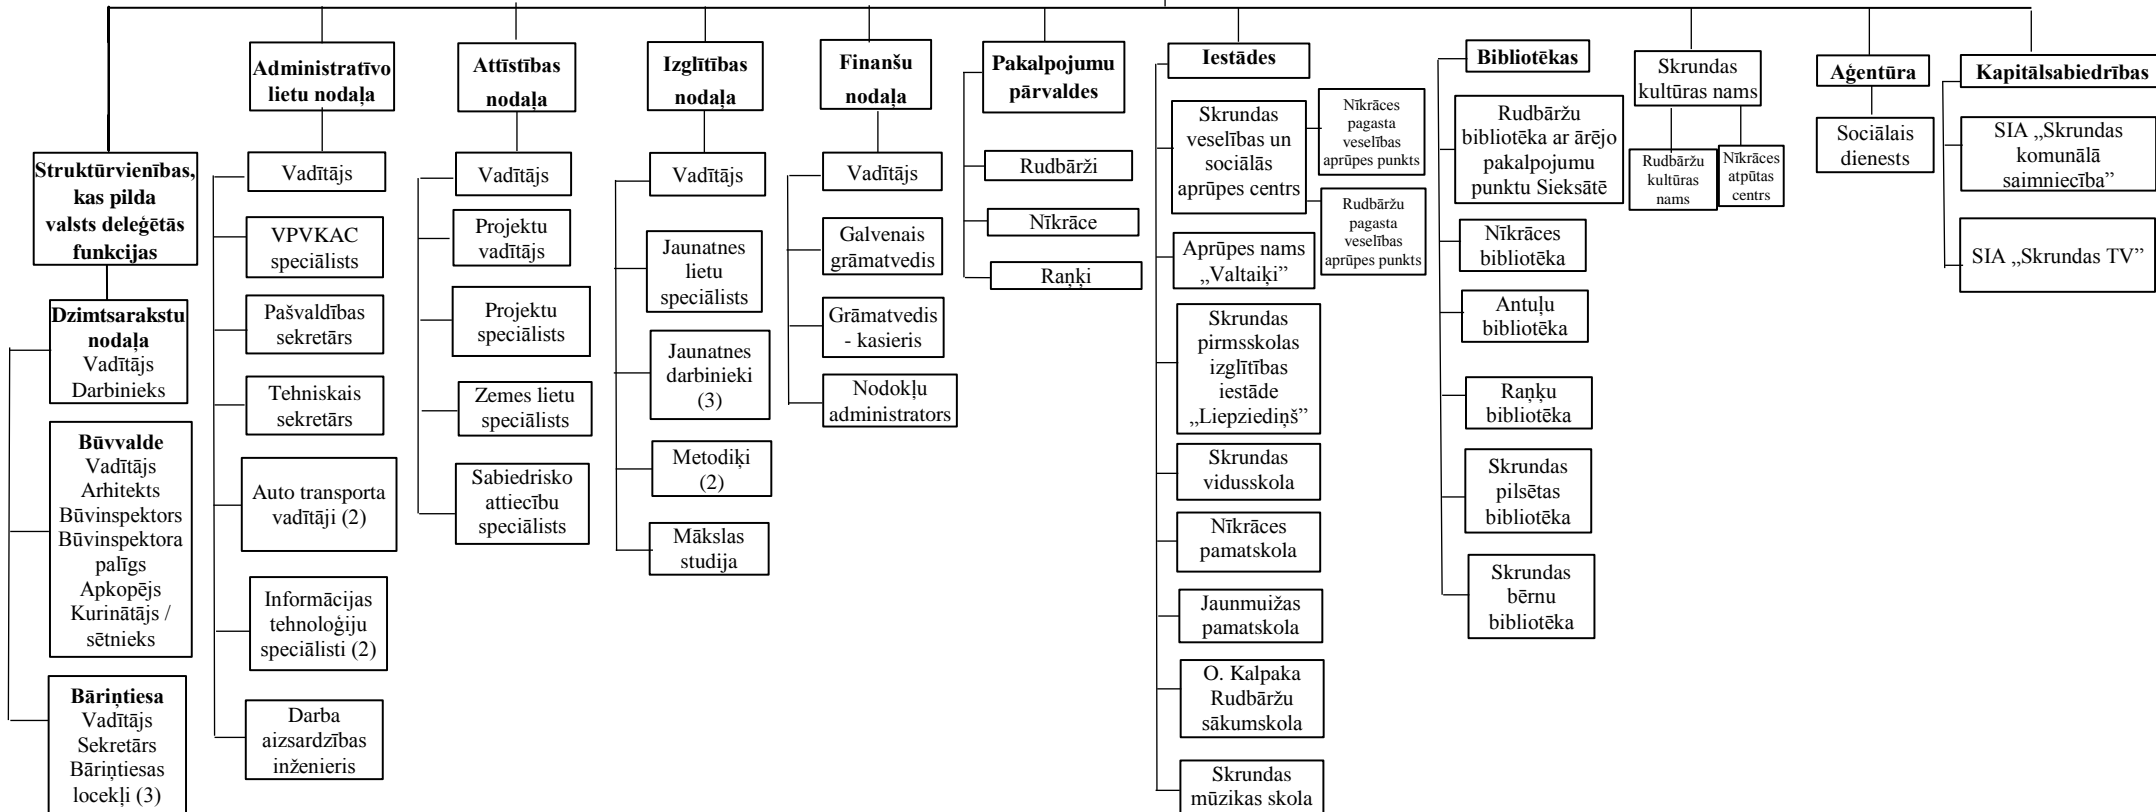 Struktūrvienības,
kas pilda
valsts deleģētās
funkcijas
Dzimtsarakstu
nodaļa
Vadītājs
Darbinieks
Būvvalde
Vadītājs
Arhitekts
Būvinspektors
Būvinspektora
palīgs
Apkopējs
Kurinātājs /
sētnieks
Bāriņtiesa
Vadītājs
Sekretārs
Bāriņtiesas
locekļi (3)
Administratīvo
lietu nodaļa
Vadītājs
VPVKAC
speciālists
Pašvaldības
sekretārs
Tehniskais
sekretārs
Auto transporta
vadītāji (2)
Informācijas
tehnoloģiju
speciālisti (2)
Darba
aizsardzības
inženieris
Attīstības
nodaļa
Vadītājs
Projektu
vadītājs
Projektu
speciālists
Zemes lietu
speciālists
Sabiedrisko
attiecību
speciālists
Izglītības
nodaļa
Vadītājs
Jaunatnes
lietu
speciālists
Jaunatnes
darbinieki
(3)
Metodiķi
(2)
Mākslas
studija
Finanšu
nodaļa
Vadītājs
Galvenais
grāmatvedis
Grāmatvedis
- kasieris
Nodokļu
administrators
Pakalpojumu
pārvaldes
Rudbārži
Nīkrāce
Raņķi
Iestādes
Skrundas
veselības un
sociālās
aprūpes centrs
Nīkrāces
pagasta
veselības
aprūpes punkts
Rudbāržu
pagasta
veselības
aprūpes punkts
Aprūpes nams
„Valtaiķi”
Skrundas
pirmsskolas
izglītības
iestāde
„Liepziediņš”
Skrundas
vidusskola
Nīkrāces
pamatskola
Jaunmuižas
pamatskola
O. Kalpaka
Rudbāržu
sākumskola
Skrundas
mūzikas skola
Bibliotēkas
Rudbāržu
bibliotēka ar ārējo
pakalpojumu
punktu Sieksātē
Nīkrāces
bibliotēka
Antuļu
bibliotēka
Raņķu
bibliotēka
Skrundas
pilsētas
bibliotēka
Skrundas
bērnu
bibliotēka
Skrundas
kultūras nams
Rudbāržu
kultūras
nams
Nīkrāces
atpūtas
centrs
Aģentūra
Sociālais
dienests
Kapitālsabiedrības
SIA „Skrundas
komunālā
saimniecība”
SIA „Skrundas TV”